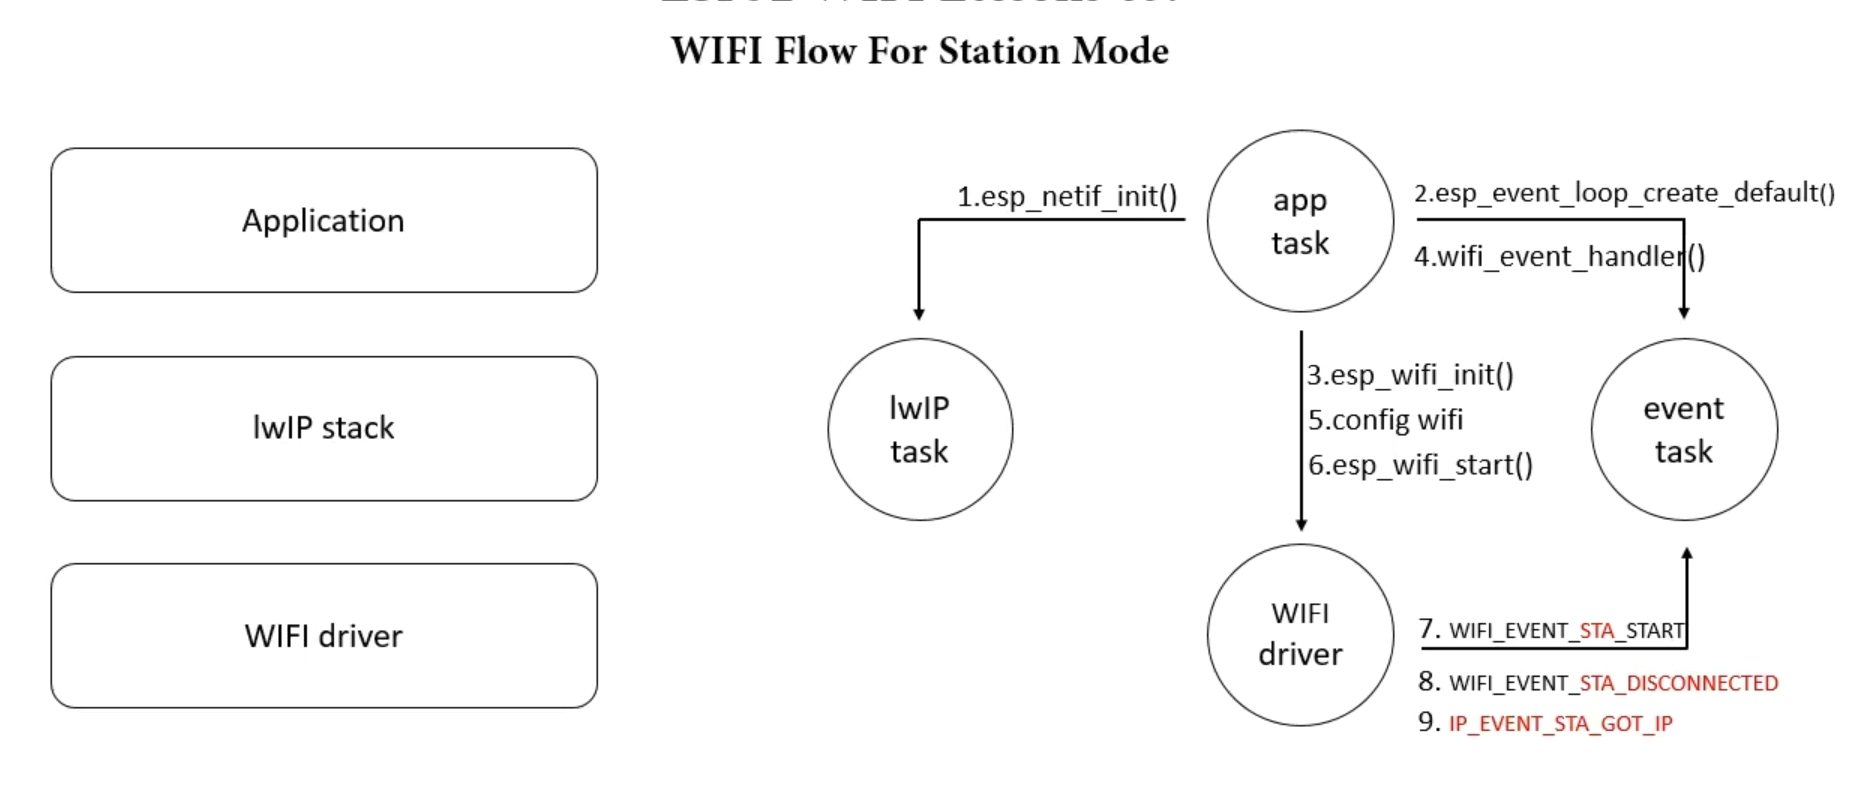 WIFI Flow For Station Mode
Application
lwIP stack
WIFI driver
1.esp_netif_init()
app
task
2.esp_event_loop_create_default()
4.wifi_event_handler()
lwIP
task
3.esp_wifi_init()
5.config wifi
6.esp_wifi_start()
event
task
WIFI
driver
7. WIFI_EVENT_STA_START
8. WIFI_EVENT_STA_DISCONNECTED
9. IP_EVENT_STA_GOT_IP